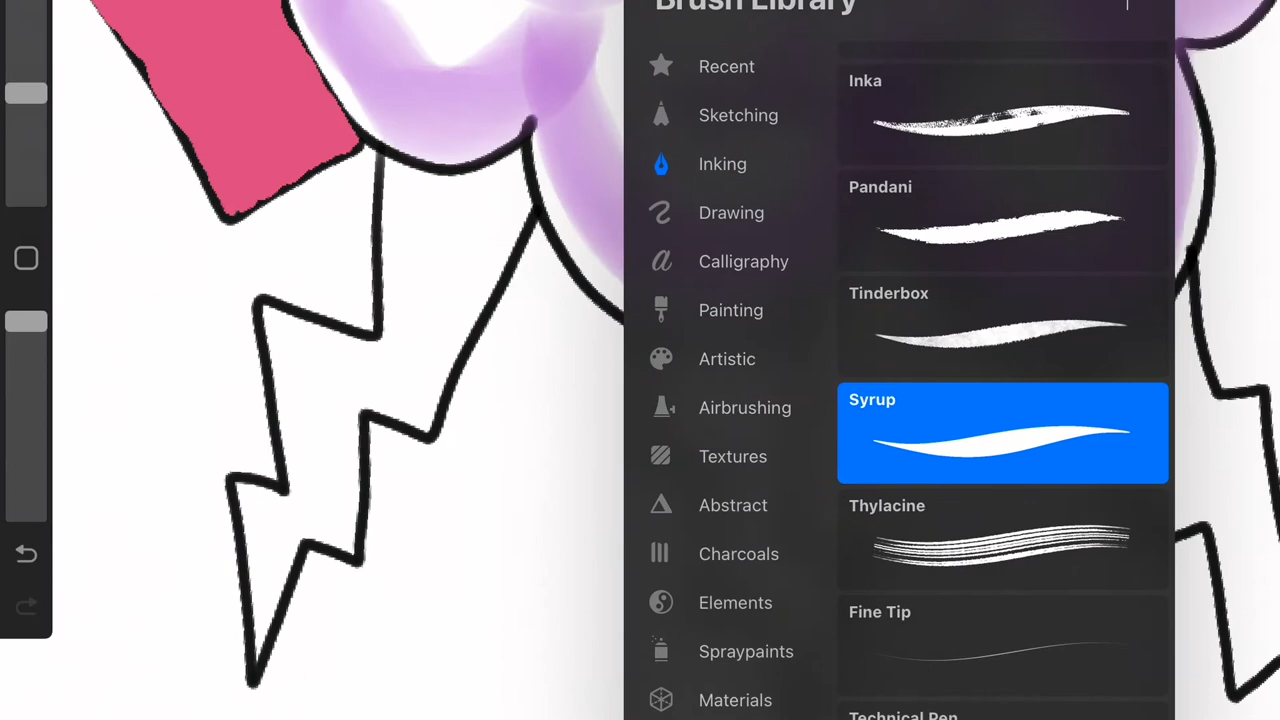 Brush Library
Recent
Sketching
Inking
Drawing
Calligraphy
Painting
Artistic
Airbrushing
Textures
Abstract
Charcoals
Elements
Spraypaints
Materials
Inka
Pandani
Tinderbox
Syrup
Thylacine
Fine Tip
Technical Pen